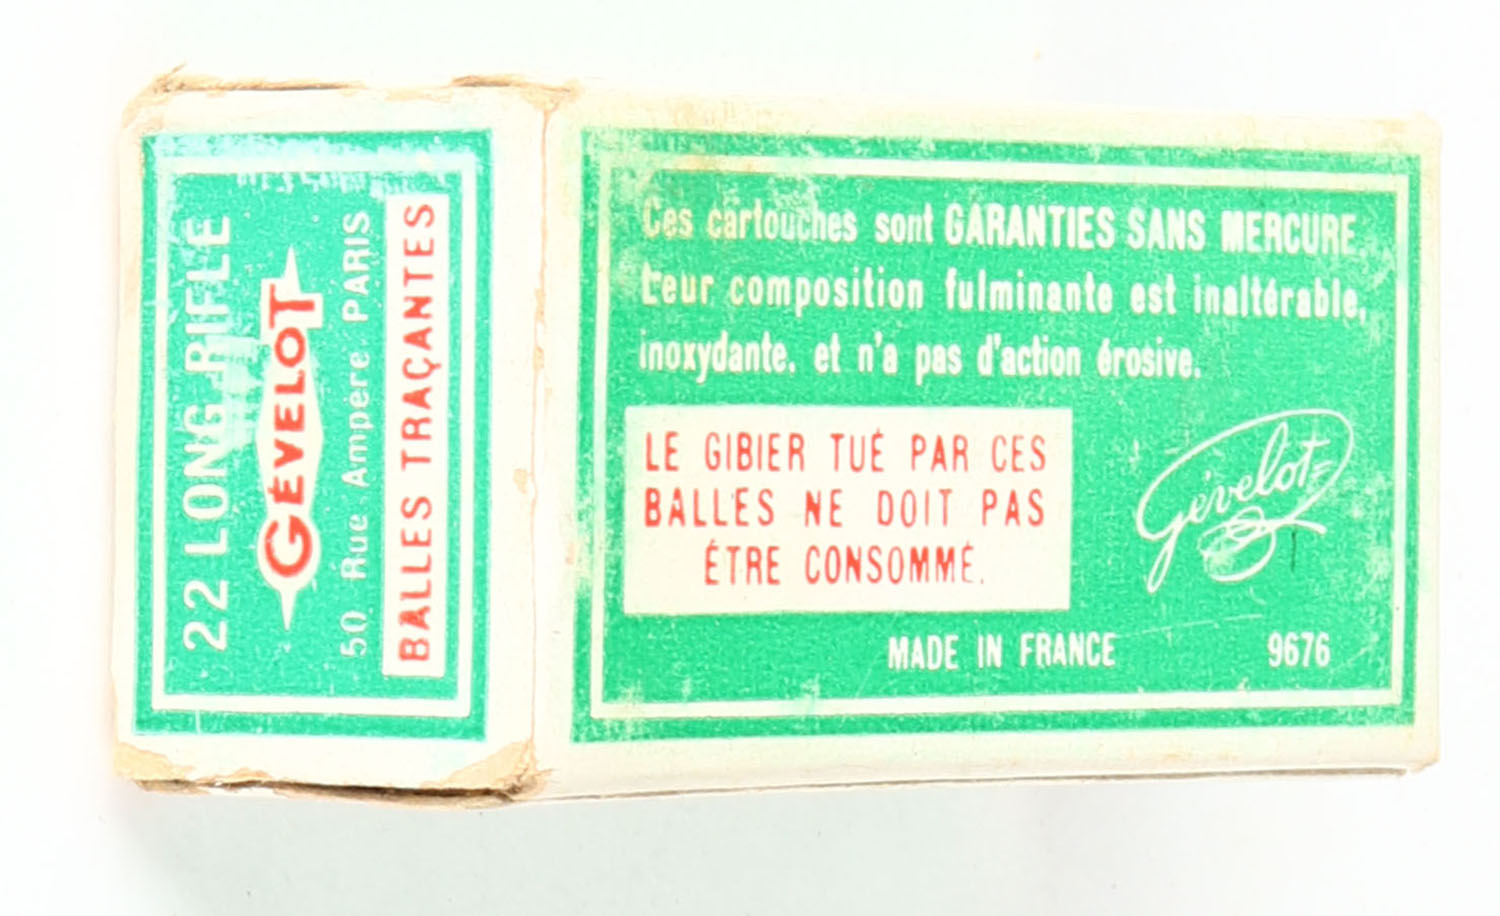 22 LONG RIFLE
GÉVELOT
50. Rue Ampère. PARIS
BALLES TRAÇANTES
Ces cartouches sont GARANTIES SANS MERCURE.
Leur composition fulminante est inaltérable,
inoxydante. et n'a pas d'action érosive.
LE GIBIER TUÉ PAR CES
BALLES NE DOIT PAS
ÊTRE CONSOMMÉ.
Gévelot
MADE IN FRANCE 9676